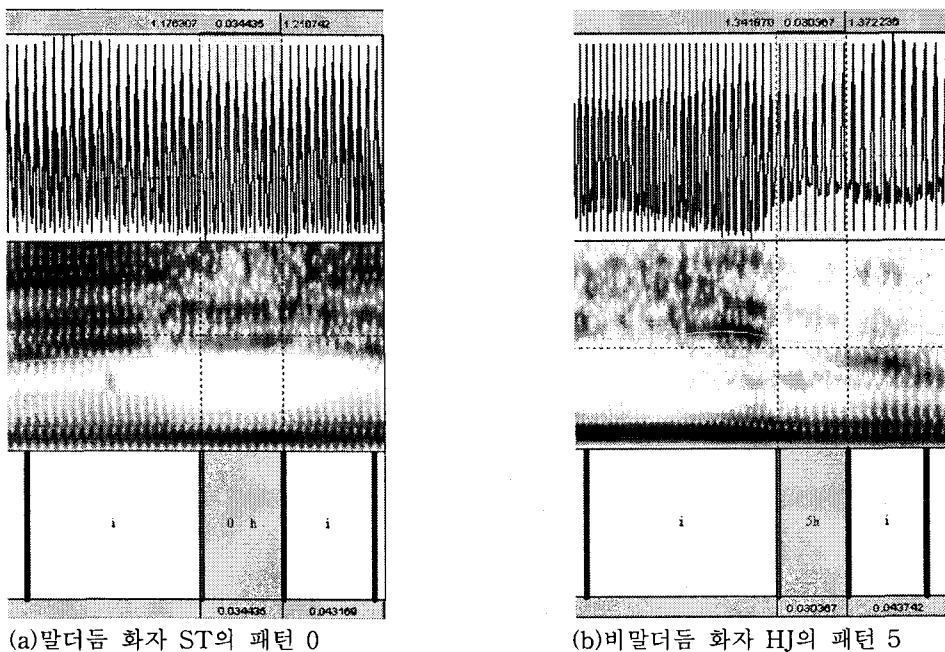 1.176307 0.034435 1.210742
1.341870 0.030367 1.372236
i 0 h i
i 5h i
0.034435 0.043169
0.030367 0.043742
(a)말더듬 화자 ST의 패턴 0
(b)비말더듬 화자 HJ의 패턴 5